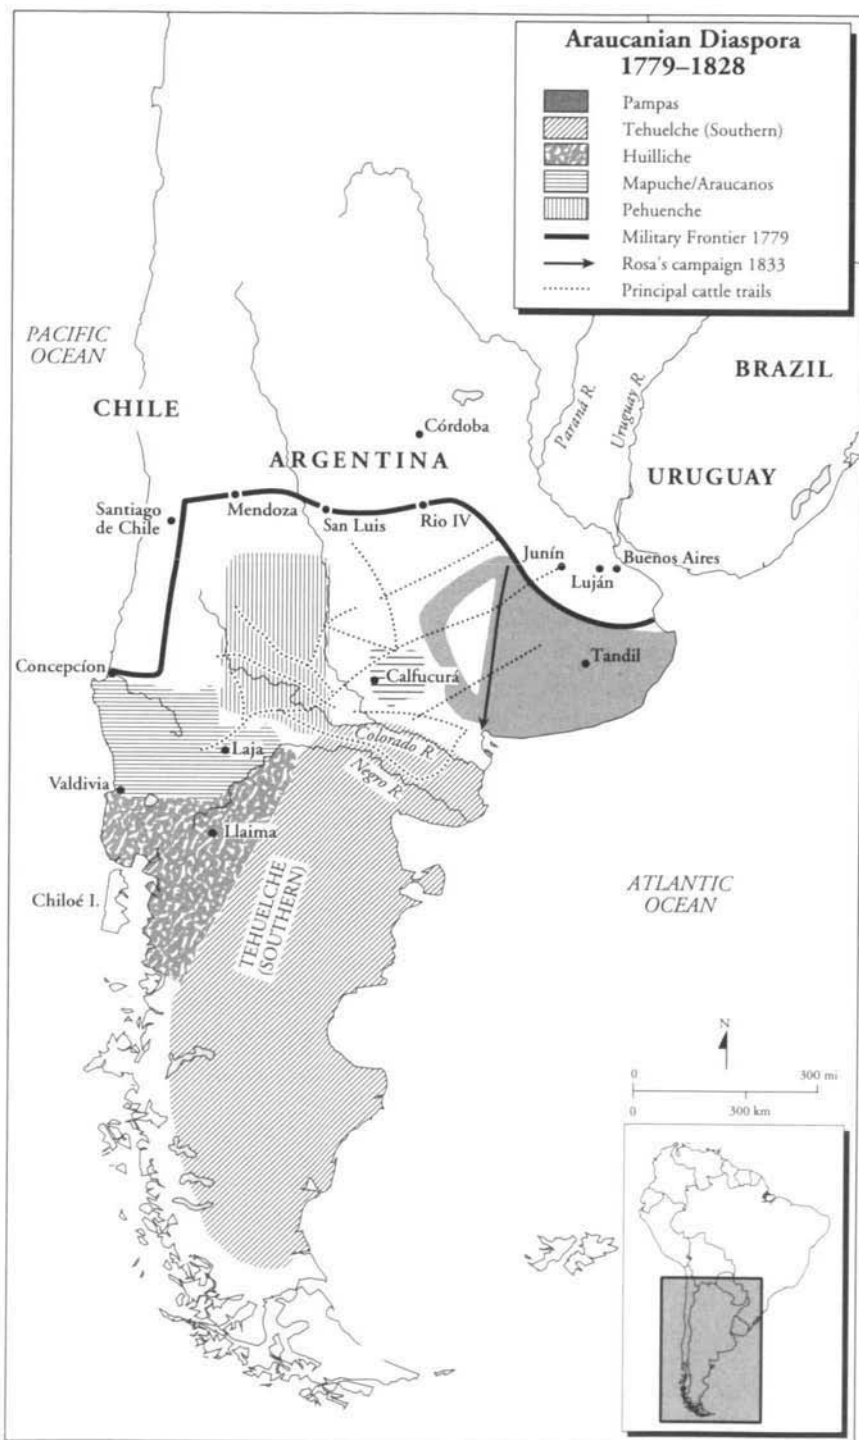 Araucanian Diaspora
1779–1828
Pampas
Tehuelche (Southern)
Huilliche
Mapuche/Araucanos
Pehuenche
Military Frontier 1779
Rosa's campaign 1833
Principal cattle trails
PACIFIC
OCEAN
CHILE
BRAZIL
Paraná R.
Uruguay R.
Córdoba
ARGENTINA
URUGUAY
Santiago
de Chile
Mendoza
San Luis
Rio IV
Junín
Luján
Buenos Aires
Concepcíon
Calfucurá
Tandil
Colorado R.
Laja
Negro R.
Valdivia
Llaima
Chiloé I.
TEHUELCHE
(SOUTHERN)
ATLANTIC
OCEAN
N
0
300 mi
0
300 km